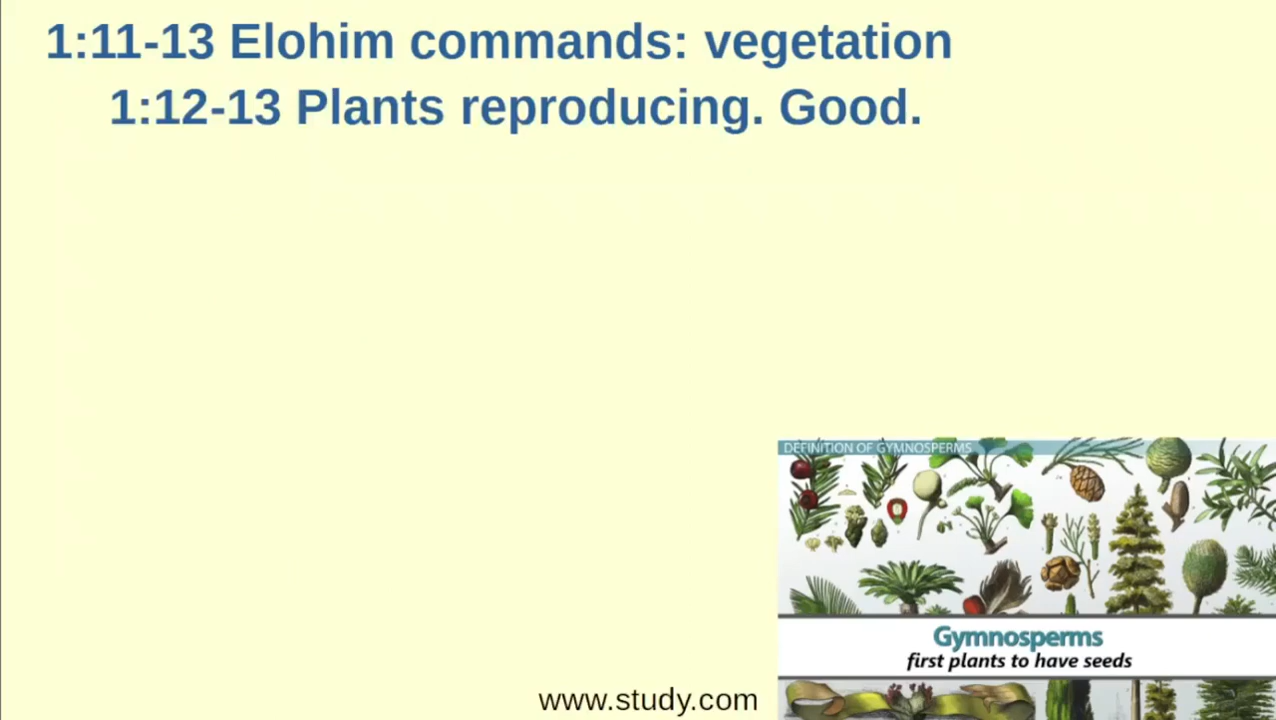 1:11-13 Elohim commands: vegetation
1:12-13 Plants reproducing. Good.
DEFINITION OF GYMNOSPERMS
Gymnosperms
first plants to have seeds
www.study.com